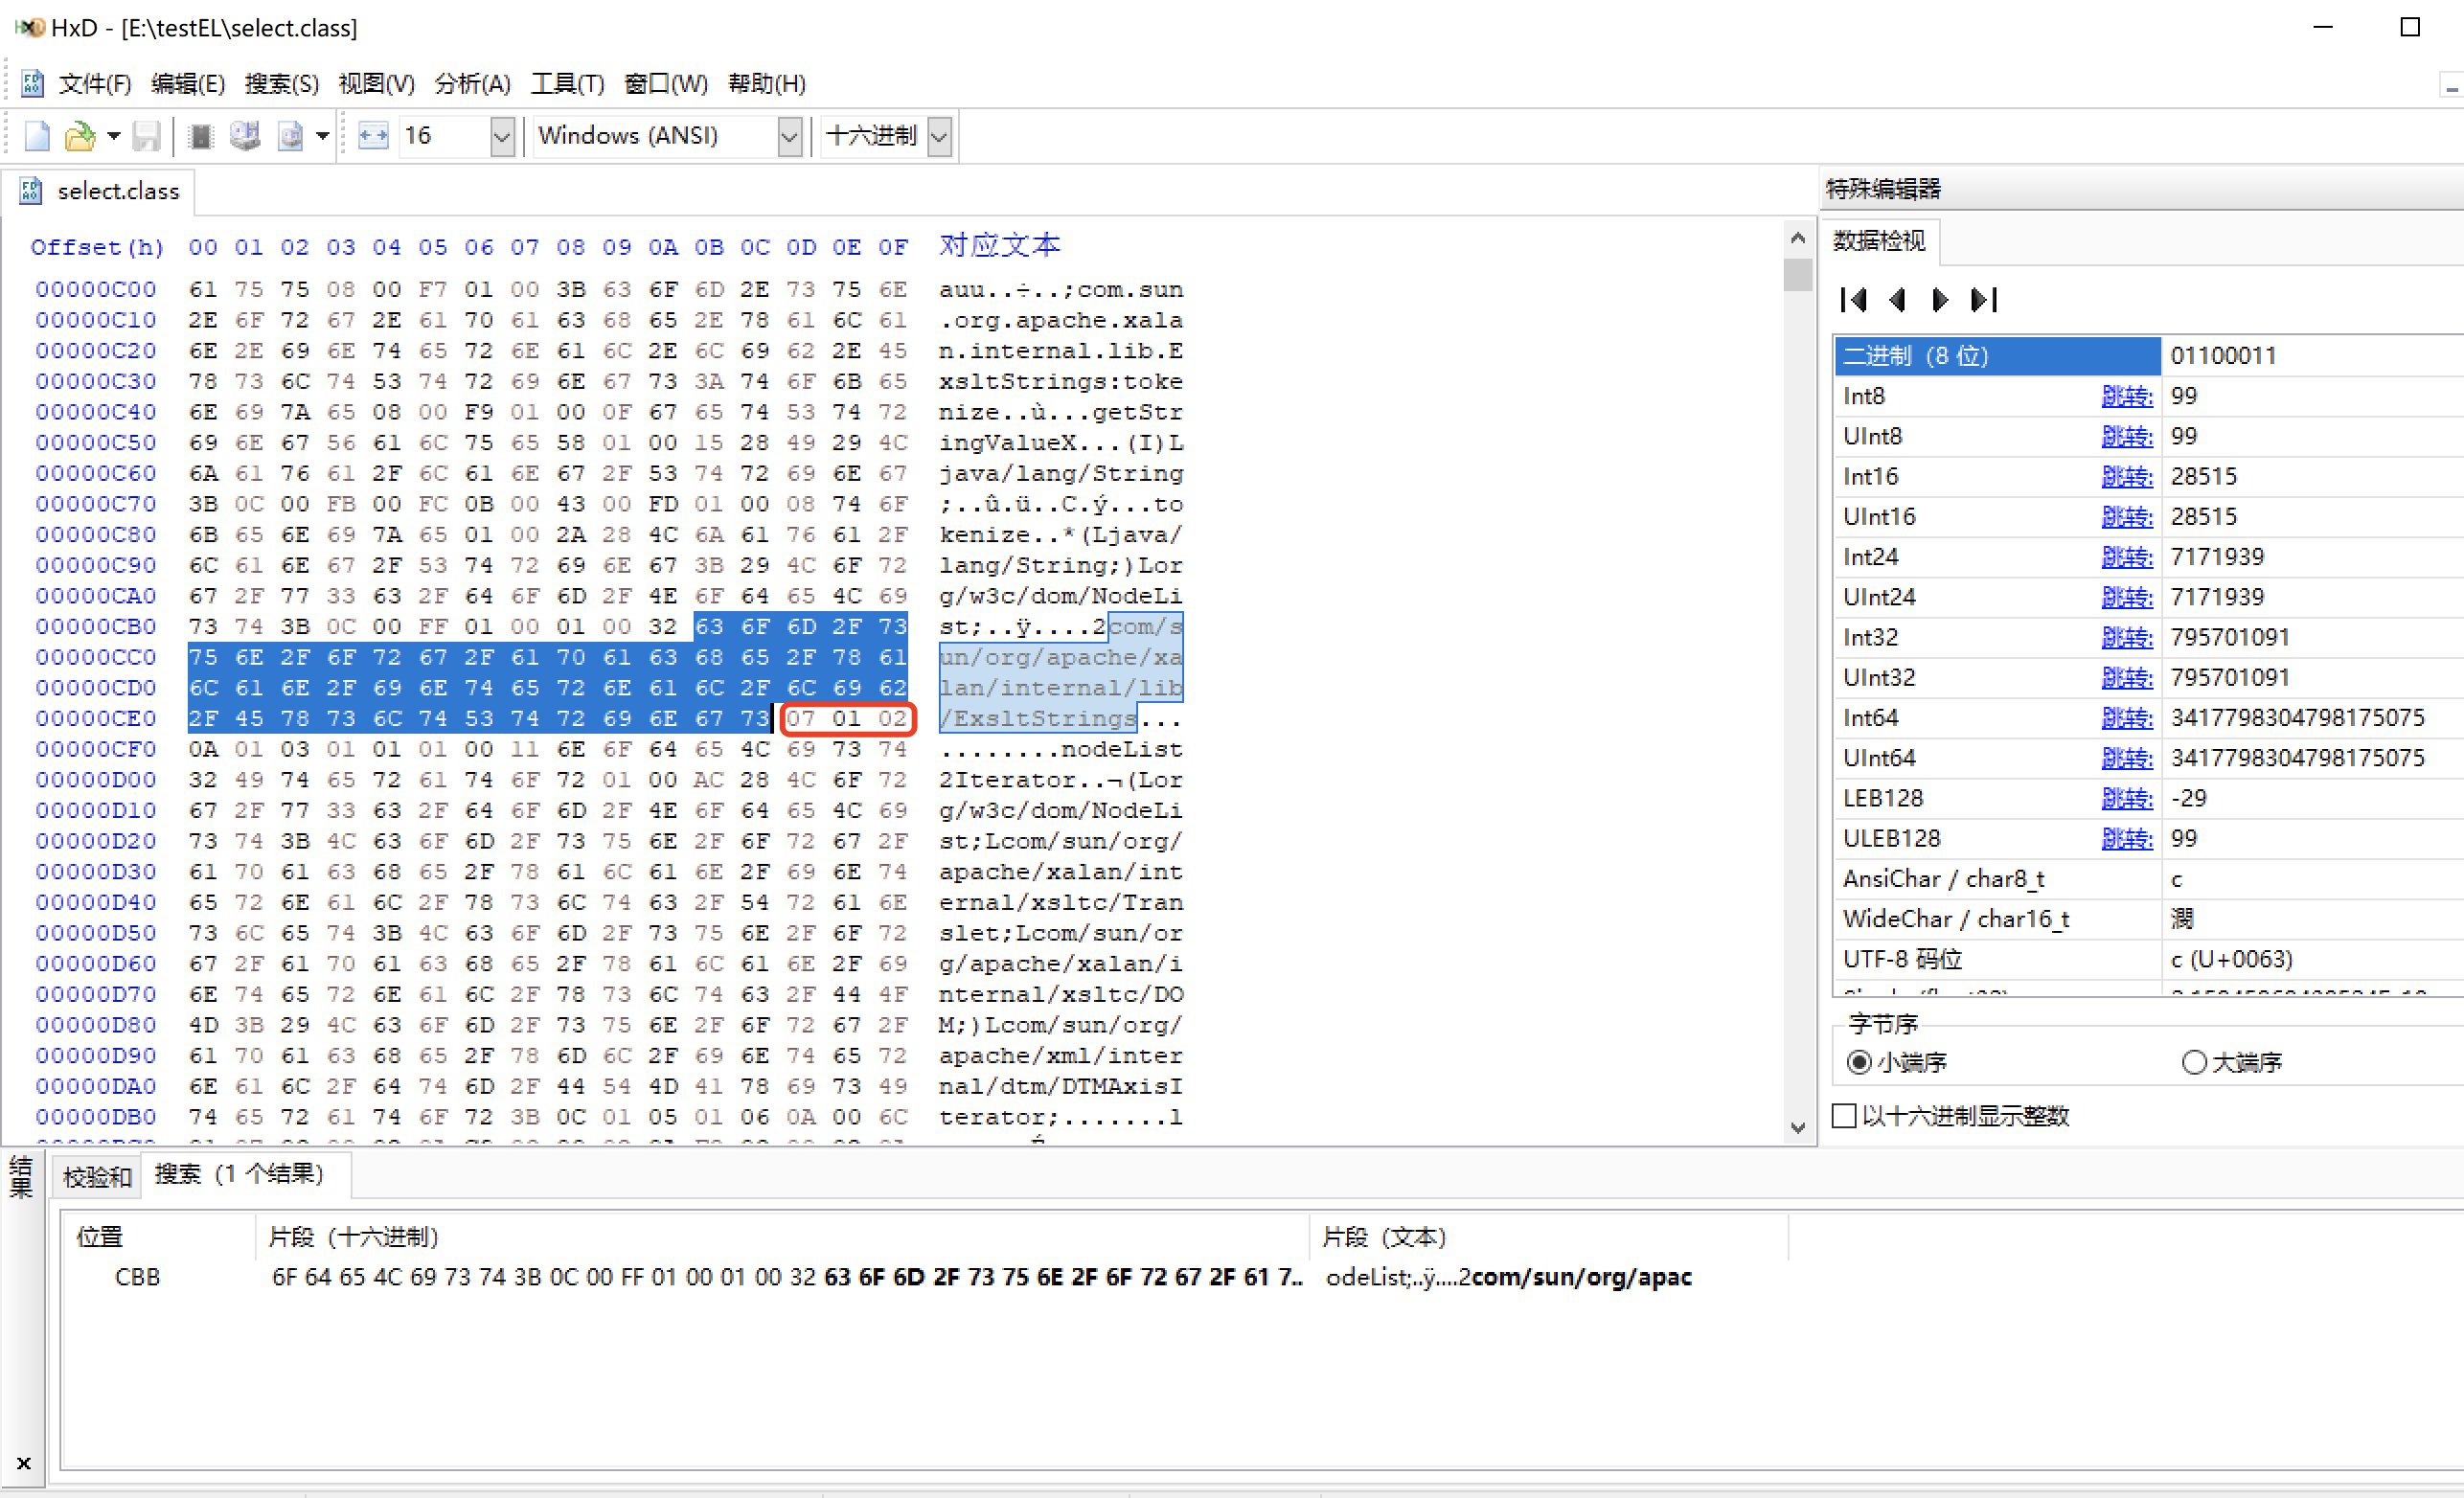 HxD - [E:\testEL\select.class]
文件(F) 编辑(E) 搜索(S) 视图(V) 分析(A) 工具(T) 窗口(W) 帮助(H)
16 Windows (ANSI) 十六进制
select.class
Offset(h) 00 01 02 03 04 05 06 07 08 09 0A 0B 0C 0D 0E 0F 对应文本
00000C00 61 75 75 08 00 F7 01 00 3B 63 6F 6D 2E 73 75 6E auu..÷..;com.sun
00000C10 2E 6F 72 67 2E 61 70 61 63 68 65 2E 78 61 6C 61 .org.apache.xala
00000C20 6E 2E 69 6E 74 65 72 6E 61 6C 2E 6C 69 62 2E 45 n.internal.lib.E
00000C30 78 73 6C 74 53 74 72 69 6E 67 73 3A 74 6F 6B 65 xsltStrings:toke
00000C40 6E 69 7A 65 08 00 F9 01 00 0F 67 65 74 53 74 72 nize..ù...getStr
00000C50 69 6E 67 56 61 6C 75 65 58 01 00 15 28 49 29 4C ingValueX...(I)L
00000C60 6A 61 76 61 2F 6C 61 6E 67 2F 53 74 72 69 6E 67 java/lang/String
00000C70 3B 0C 00 FB 00 FC 0B 00 43 00 FD 01 00 08 74 6F ;..û.ü..C.ý...to
00000C80 6B 65 6E 69 7A 65 01 00 2A 28 4C 6A 61 76 61 2F kenize..*(Ljava/
00000C90 6C 61 6E 67 2F 53 74 72 69 6E 67 3B 29 4C 6F 72 lang/String;)Lor
00000CA0 67 2F 77 33 63 2F 64 6F 6D 2F 4E 6F 64 65 4C 69 g/w3c/dom/NodeLi
00000CB0 73 74 3B 0C 00 FF 01 00 01 00 32 63 6F 6D 2F 73 st;..ÿ....2com/s
00000CC0 75 6E 2F 6F 72 67 2F 61 70 61 63 68 65 2F 78 61 un/org/apache/xa
00000CD0 6C 61 6E 2F 69 6E 74 65 72 6E 61 6C 2F 6C 69 62 lan/internal/lib
00000CE0 2F 45 78 73 6C 74 53 74 72 69 6E 67 73 07 01 02 /ExsltStrings...
00000CF0 0A 01 03 01 01 01 00 11 6E 6F 64 65 4C 69 73 74 ........nodeList
00000D00 32 49 74 65 72 61 74 6F 72 01 00 AC 28 4C 6F 72 2Iterator..¬(Lor
00000D10 67 2F 77 33 63 2F 64 6F 6D 2F 4E 6F 64 65 4C 69 g/w3c/dom/NodeLi
00000D20 73 74 3B 4C 63 6F 6D 2F 73 75 6E 2F 6F 72 67 2F st;Lcom/sun/org/
00000D30 61 70 61 63 68 65 2F 78 61 6C 61 6E 2F 69 6E 74 apache/xalan/int
00000D40 65 72 6E 61 6C 2F 78 73 6C 74 63 2F 54 72 61 6E ernal/xsltc/Tran
00000D50 73 6C 65 74 3B 4C 63 6F 6D 2F 73 75 6E 2F 6F 72 slet;Lcom/sun/or
00000D60 67 2F 61 70 61 63 68 65 2F 78 61 6C 61 6E 2F 69 g/apache/xalan/i
00000D70 6E 74 65 72 6E 61 6C 2F 78 73 6C 74 63 2F 44 4F nternal/xsltc/DO
00000D80 4D 3B 29 4C 63 6F 6D 2F 73 75 6E 2F 6F 72 67 2F M;)Lcom/sun/org/
00000D90 61 70 61 63 68 65 2F 78 6D 6C 2F 69 6E 74 65 72 apache/xml/inter
00000DA0 6E 61 6C 2F 64 74 6D 2F 44 54 4D 41 78 69 73 49 nal/dtm/DTMAxisI
00000DB0 74 65 72 61 74 6F 72 3B 0C 01 05 01 06 0A 00 6C terator;.......l
特殊编辑器
数据检视
二进制 (8 位) 01100011
Int8 跳转: 99
UInt8 跳转: 99
Int16 跳转: 28515
UInt16 跳转: 28515
Int24 跳转: 7171939
UInt24 跳转: 7171939
Int32 跳转: 795701091
UInt32 跳转: 795701091
Int64 跳转: 3417798304798175075
UInt64 跳转: 3417798304798175075
LEB128 跳转: -29
ULEB128 跳转: 99
AnsiChar / char8_t c
WideChar / char16_t 潣
UTF-8 码位 c (U+0063)
字节序
小端序 大端序
以十六进制显示整数
结果
校验和 搜索 (1 个结果)
位置 片段 (十六进制) 片段 (文本)
CBB 6F 64 65 4C 69 73 74 3B 0C 00 FF 01 00 01 00 32 63 6F 6D 2F 73 75 6E 2F 6F 72 67 2F 61 7.. odeList;..ÿ....2com/sun/org/apac